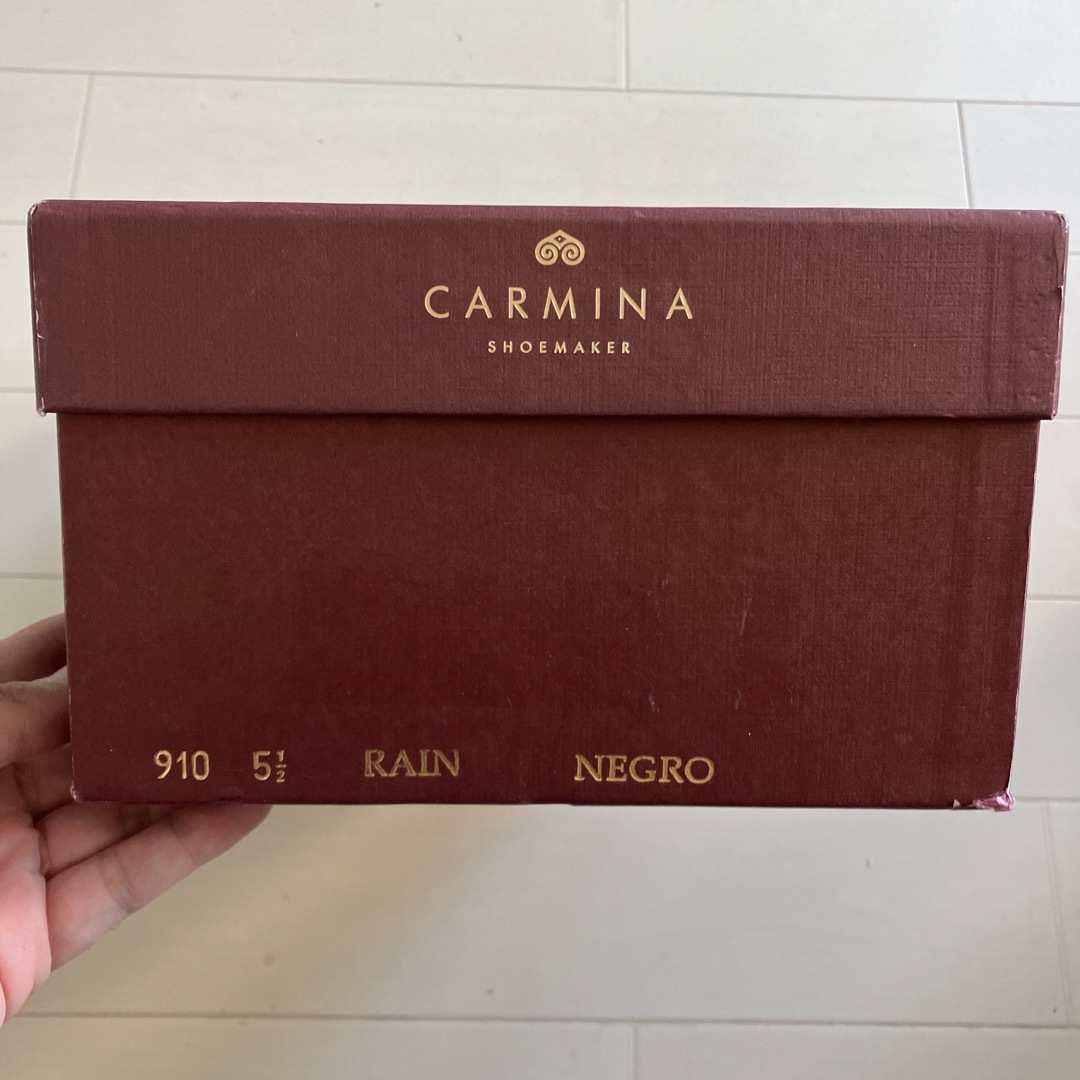 CARMINA
SHOEMAKER
910 5½ RAIN NEGRO